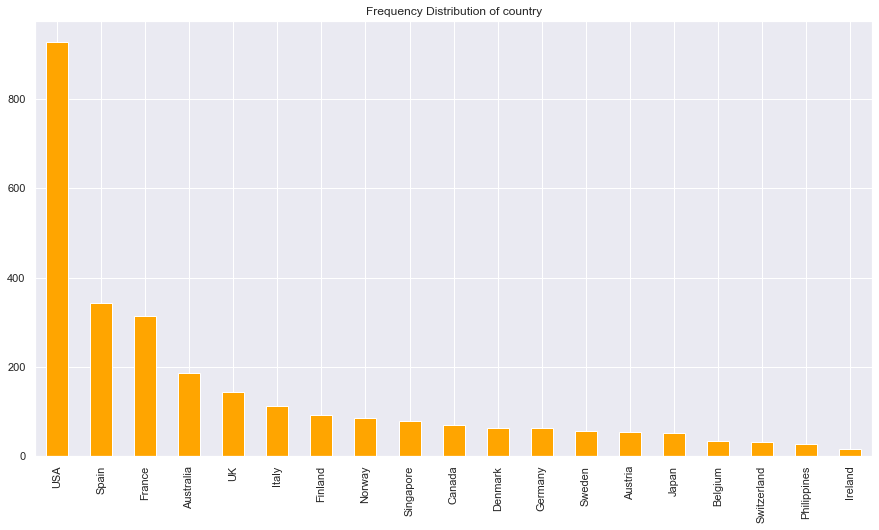 Frequency Distribution of country
800
600
400
200
0
USA
Spain
France
Australia
UK
Italy
Finland
Norway
Singapore
Canada
Denmark
Germany
Sweden
Austria
Japan
Belgium
Switzerland
Philippines
Ireland